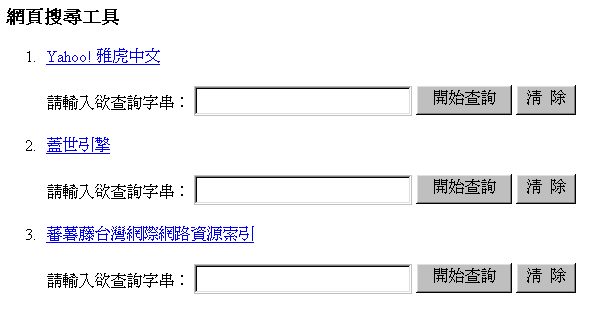 網頁搜尋工具
1. Yahoo! 雅虎中文
請輸入欲查詢字串： 開始查詢 清 除
2. 蓋世引擎
請輸入欲查詢字串： 開始查詢 清 除
3. 蕃薯藤台灣網際網路資源索引
請輸入欲查詢字串： 開始查詢 清 除